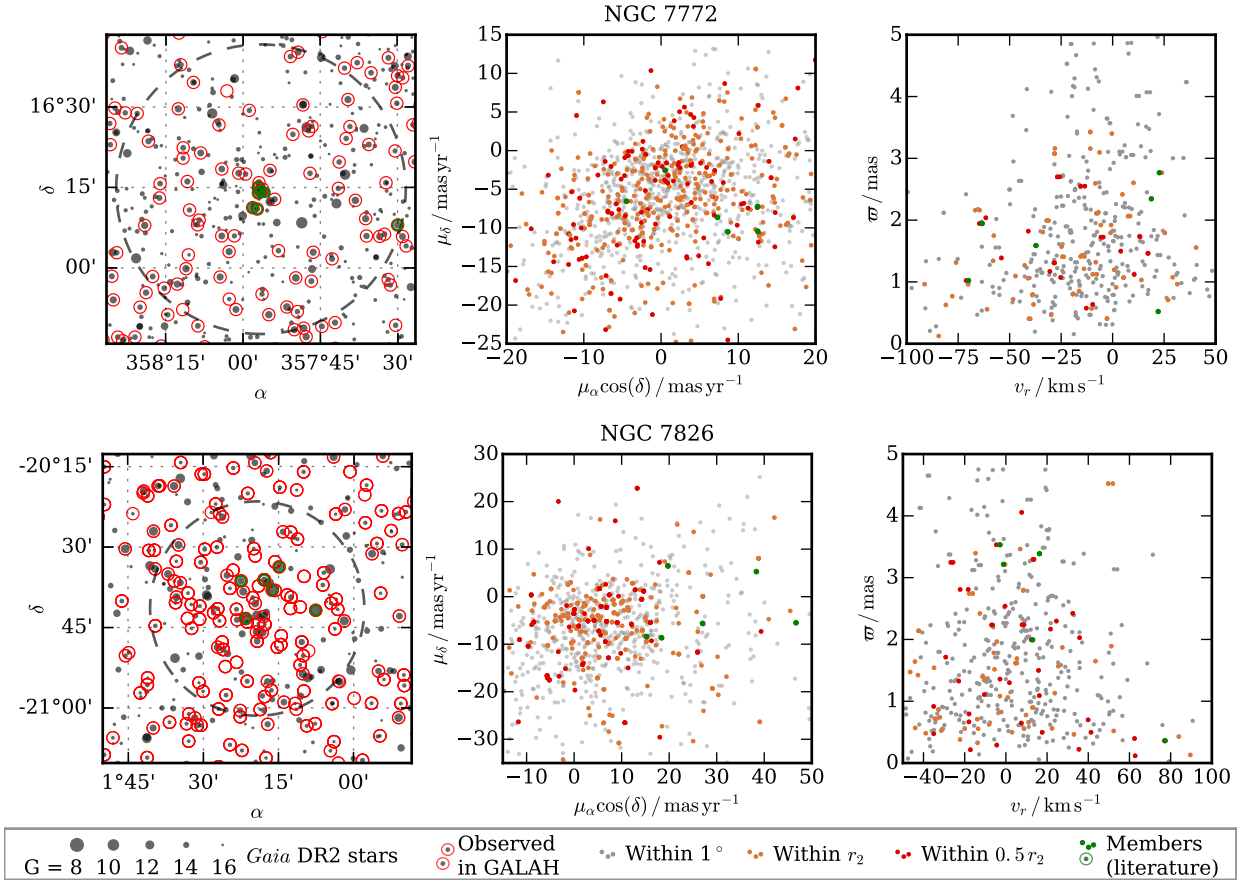 NGC 7772
16°30'
15'
00'
δ
358°15' 00' 357°45' 30'
α
15
10
5
0
−5
−10
−15
−20
−25
μ_δ / mas yr⁻¹
−20 −10 0 10 20
μ_α cos(δ) / mas yr⁻¹
5
4
3
2
1
0
ϖ / mas
−100 −75 −50 −25 0 25 50
v_r / km s⁻¹
NGC 7826
-20°15'
30'
45'
-21°00'
δ
1°45' 30' 15' 00'
α
30
20
10
0
−10
−20
−30
μ_δ / mas yr⁻¹
−10 0 10 20 30 40 50
μ_α cos(δ) / mas yr⁻¹
5
4
3
2
1
0
ϖ / mas
−40 −20 0 20 40 60 80 100
v_r / km s⁻¹
G = 8 10 12 14 16 Gaia DR2 stars
Observed
in GALAH
Within 1°
Within r₂
Within 0.5 r₂
Members
(literature)